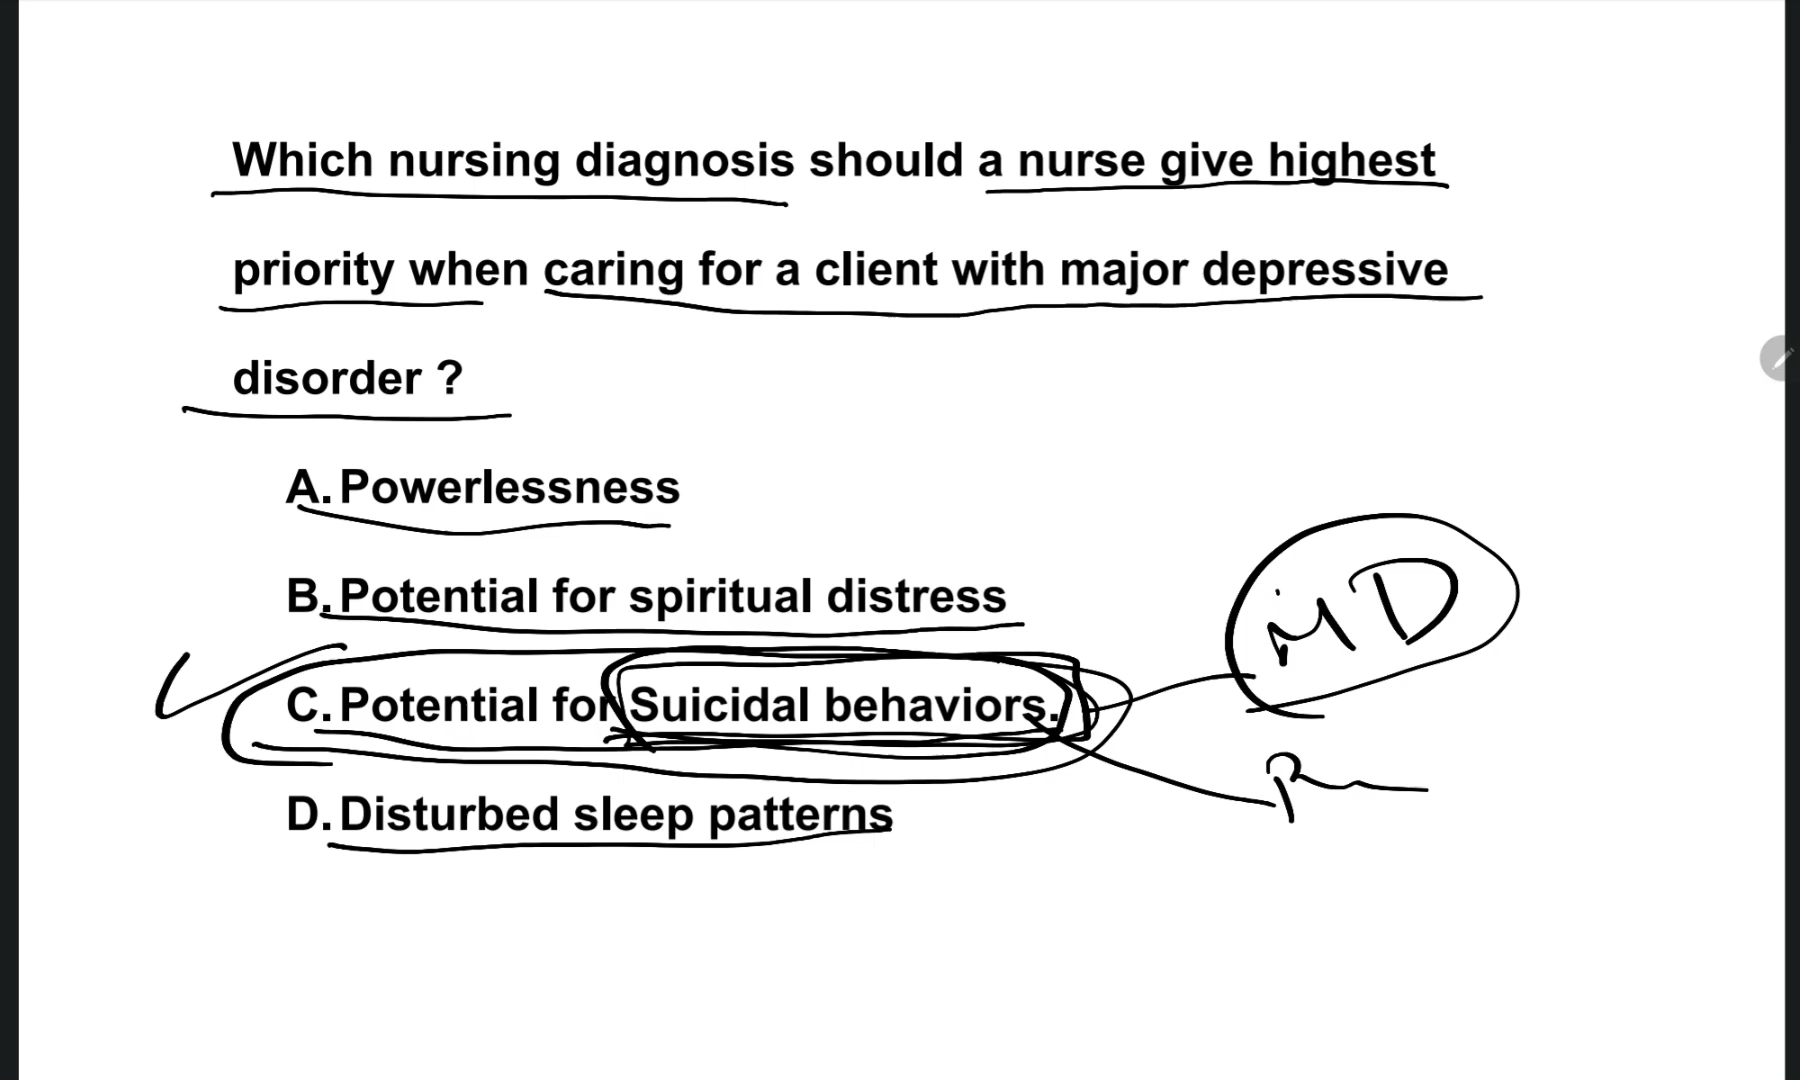 Which nursing diagnosis should a nurse give highest
priority when caring for a client with major depressive
disorder ?
A. Powerlessness
B. Potential for spiritual distress
C. Potential for Suicidal behaviors.
D. Disturbed sleep patterns
MD